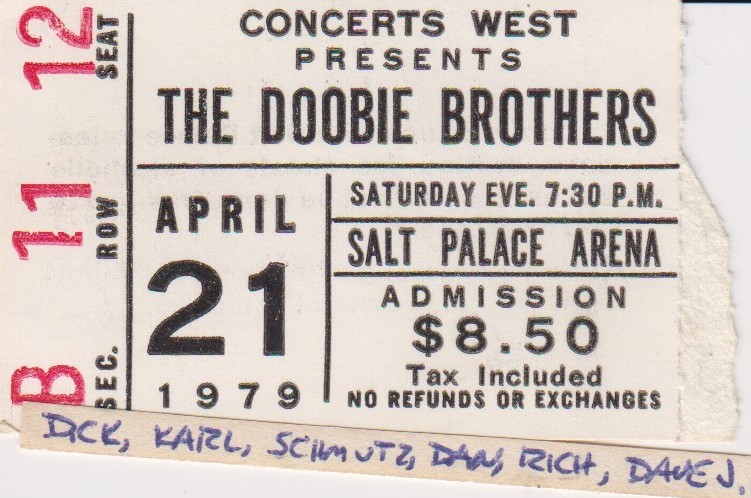 CONCERTS WEST
PRESENTS
THE DOOBIE BROTHERS
APRIL
21
1979
SATURDAY EVE. 7:30 P.M.
SALT PALACE ARENA
ADMISSION
$8.50
Tax Included
NO REFUNDS OR EXCHANGES
B SEC.
11 ROW
12 SEAT
DICK, KARL, SCHMUTZ, DAN, RICH, DAVE J.